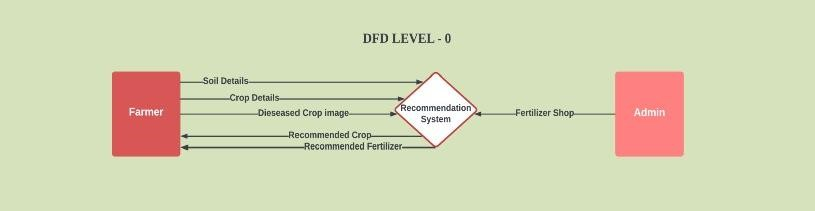 DFD LEVEL - 0
Soil Details
Crop Details
Dieseased Crop image
Recommended Crop
Recommended Fertilizer
Farmer
Recommendation
System
Fertilizer Shop
Admin